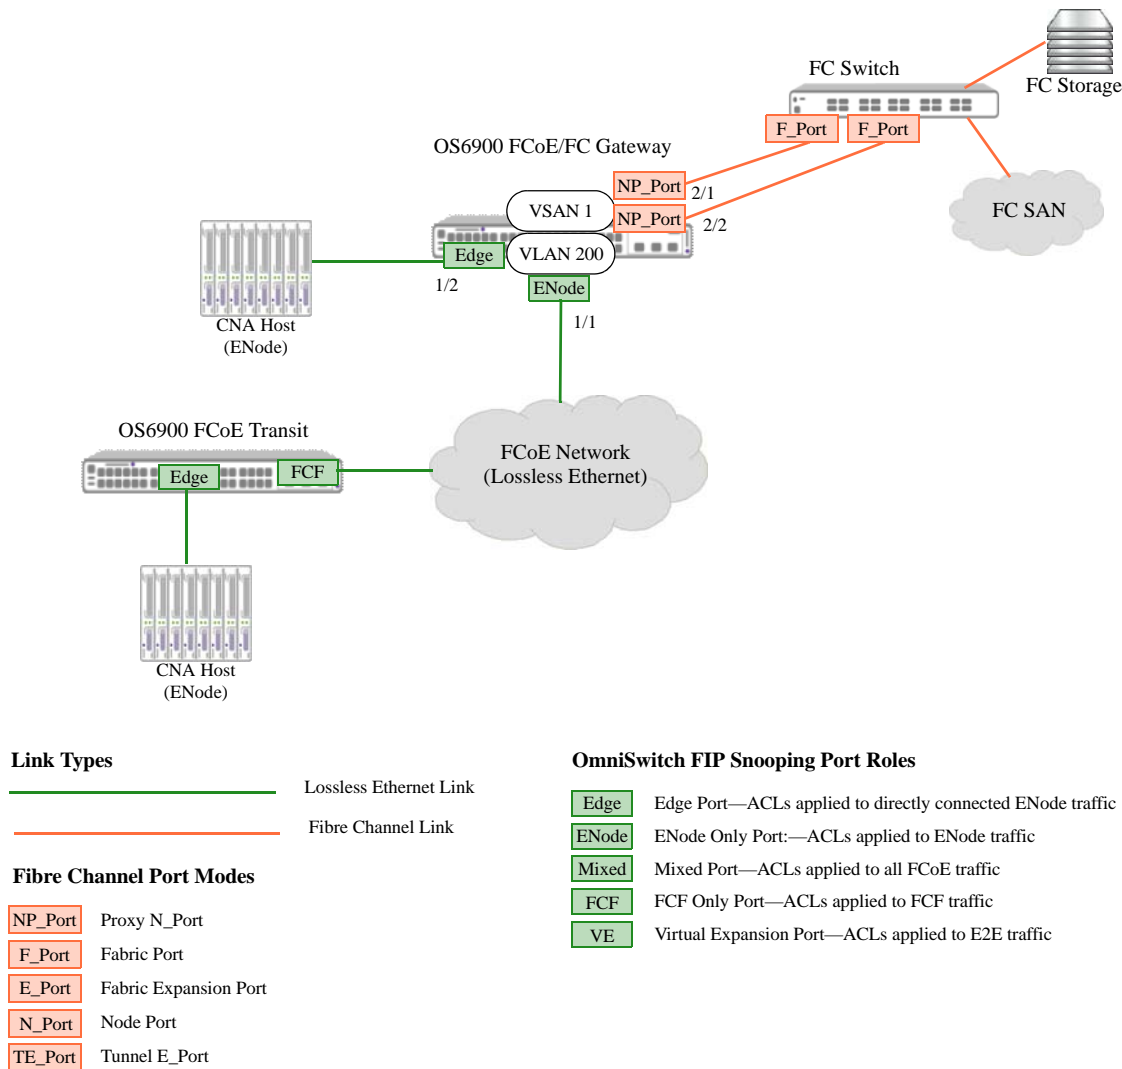 FC Switch
FC Storage
F_Port
F_Port
OS6900 FCoE/FC Gateway
NP_Port
2/1
VSAN 1
NP_Port
2/2
FC SAN
Edge
VLAN 200
1/2
ENode
1/1
CNA Host
(ENode)
OS6900 FCoE Transit
Edge
FCF
FCoE Network
(Lossless Ethernet)
CNA Host
(ENode)
Link Types
Lossless Ethernet Link
Fibre Channel Link
Fibre Channel Port Modes
NP_Port Proxy N_Port
F_Port Fabric Port
E_Port Fabric Expansion Port
N_Port Node Port
TE_Port Tunnel E_Port
OmniSwitch FIP Snooping Port Roles
Edge Edge Port—ACLs applied to directly connected ENode traffic
ENode ENode Only Port:—ACLs applied to ENode traffic
Mixed Mixed Port—ACLs applied to all FCoE traffic
FCF FCF Only Port—ACLs applied to FCF traffic
VE Virtual Expansion Port—ACLs applied to E2E traffic